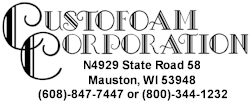 CUSTOFOAM
CORPORATION
N4929 State Road 58
Mauston, WI 53948
(608)-847-7447 or (800)-344-1232